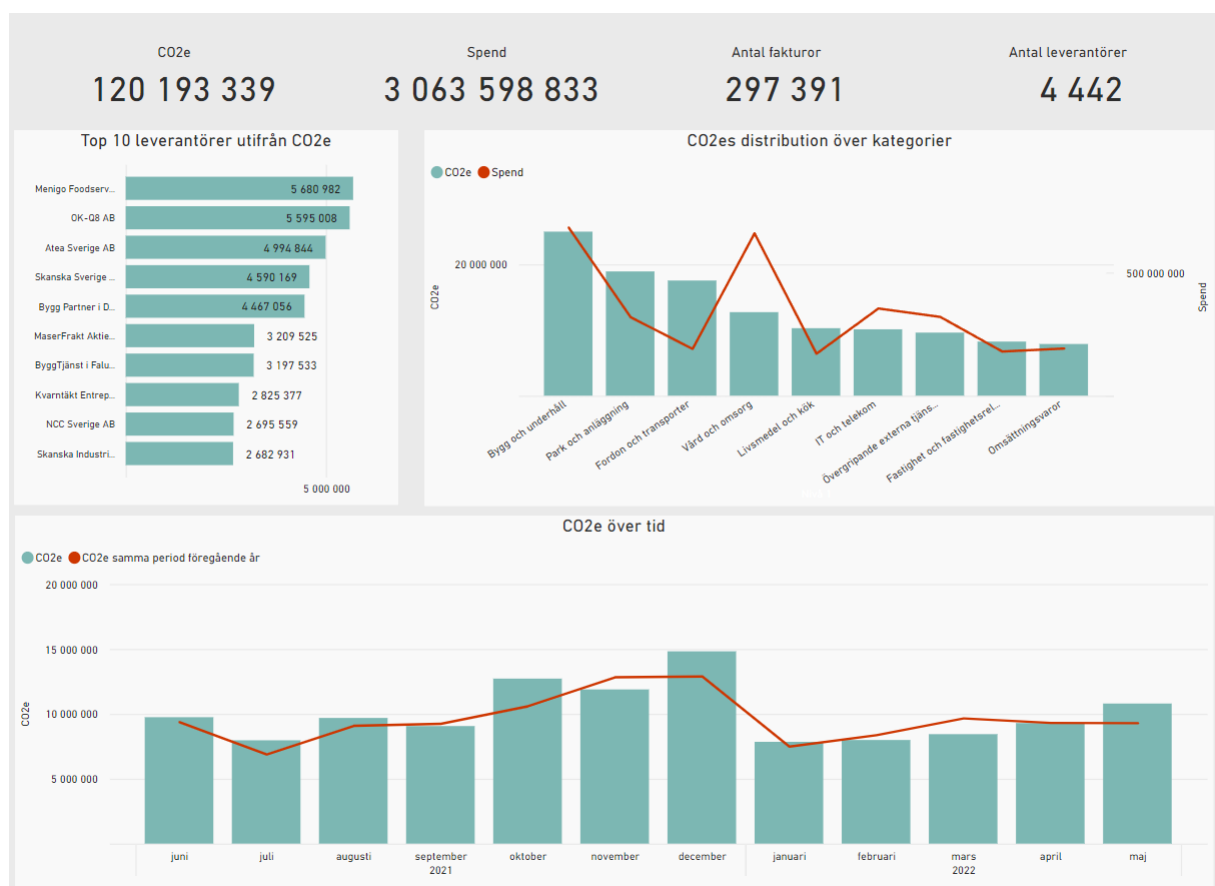 CO2e
120 193 339
Spend
3 063 598 833
Antal fakturor
297 391
Antal leverantörer
4 442
Top 10 leverantörer utifrån CO2e
Menigo Foodserv...
5 680 982
OK-Q8 AB
5 595 008
Atea Sverige AB
4 994 844
Skanska Sverige ...
4 590 169
Bygg Partner i D...
4 467 056
MaserFrakt Aktie...
3 209 525
ByggTjänst i Falu...
3 197 533
Kvarntäkt Entrep...
2 825 377
NCC Sverige AB
2 695 559
Skanska Industri...
2 682 931
5 000 000
CO2es distribution över kategorier
CO2e Spend
20 000 000
500 000 000
CO2e
Spend
Bygg och underhåll
Park och anläggning
Fordon och transporter
Vård och omsorg
Livsmedel och kök
IT och telekom
Övergripande externa tjäns...
Fastighet och fastighetsrel...
Omsättningsvaror
CO2e över tid
CO2e CO2e samma period föregående år
20 000 000
15 000 000
10 000 000
5 000 000
CO2e
juni juli augusti september oktober november december januari februari mars april maj
2021 2022